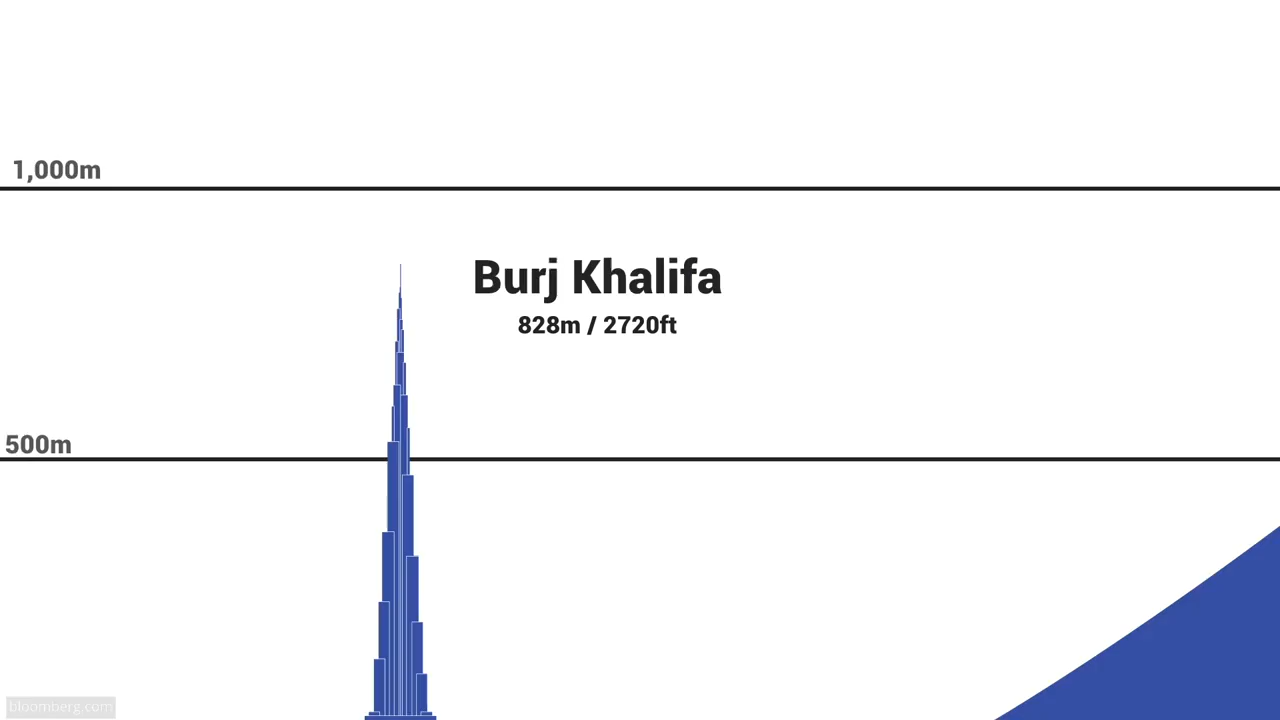 1,000m
Burj Khalifa
828m / 2720ft
500m
bloomberg.com